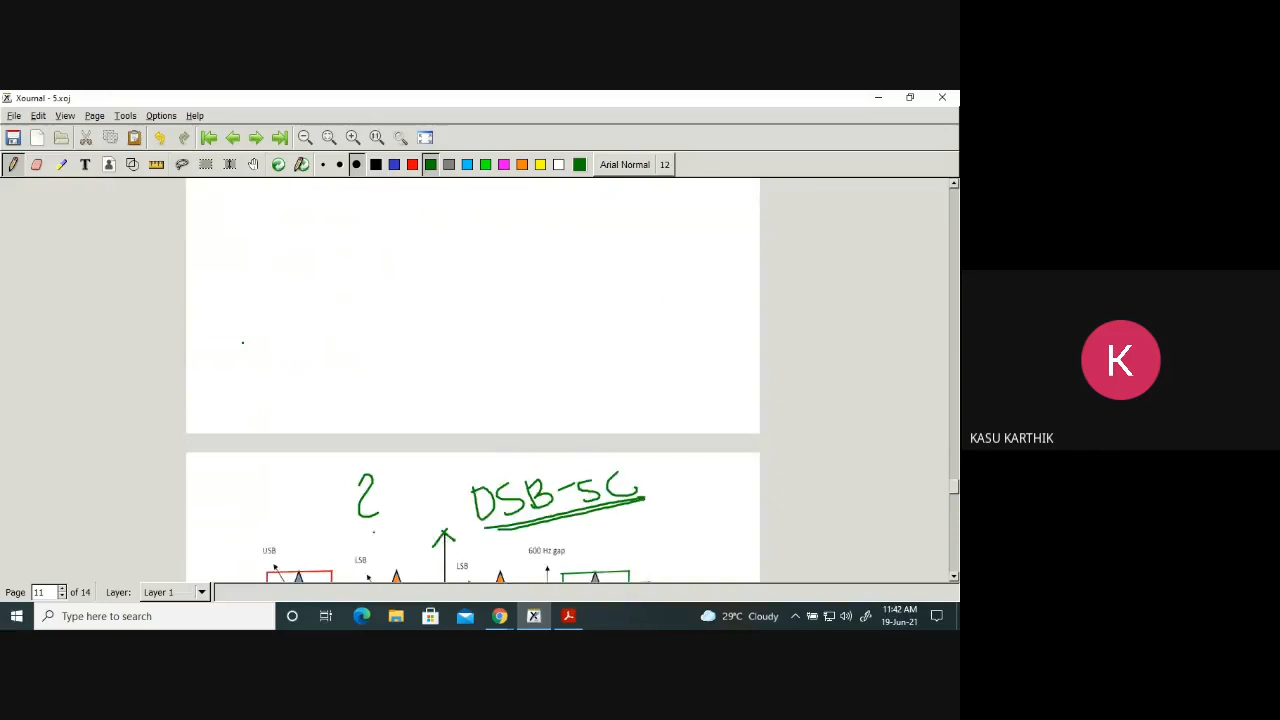 Xournal - 5.xoj
File Edit View Page Tools Options Help
Arial Normal 12
2 DSB-SC
USB
LSB
LSB
600 Hz gap
Page 11 of 14 Layer: Layer 1
Type here to search
29°C Cloudy
11:42 AM
19-Jun-21
K
KASU KARTHIK